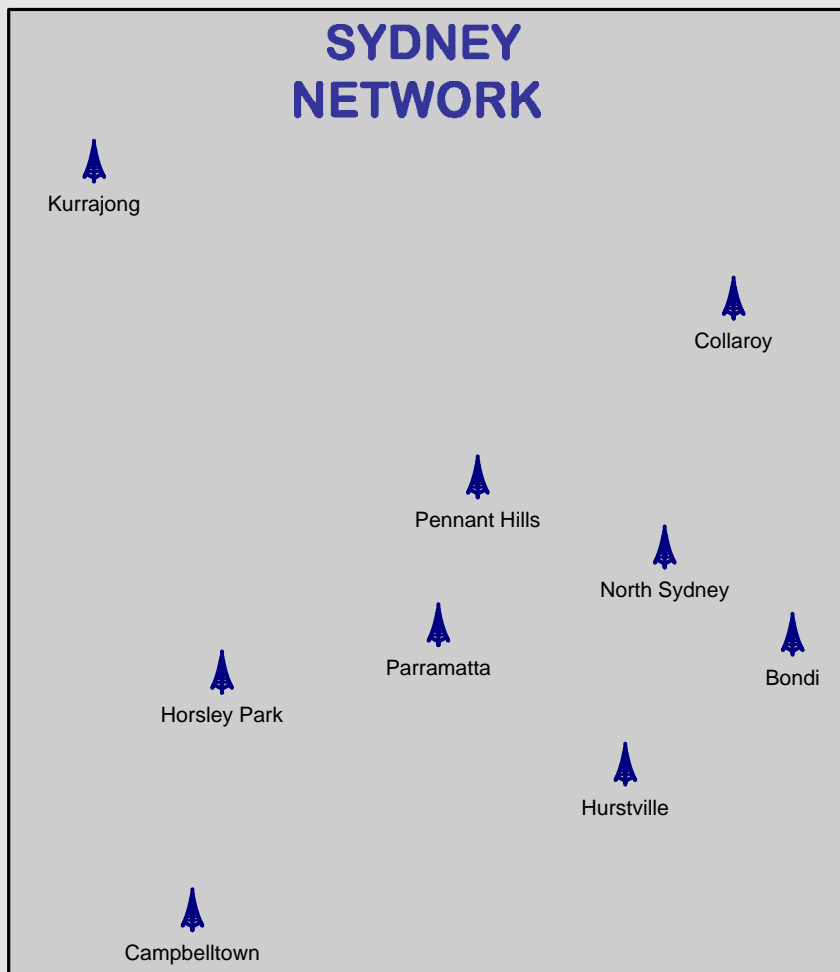 SYDNEY
NETWORK
Kurrajong
Collaroy
Pennant Hills
North Sydney
Parramatta
Bondi
Horsley Park
Hurstville
Campbelltown